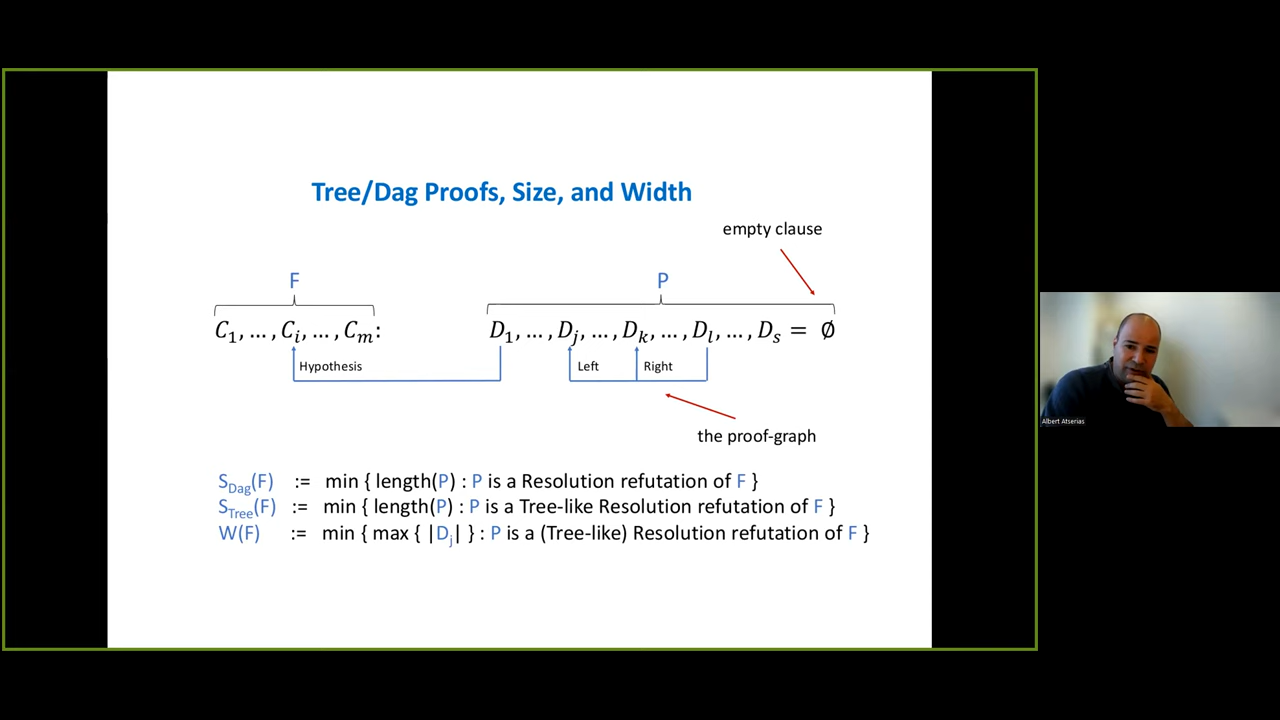 Tree/Dag Proofs, Size, and Width
empty clause
F
P
C₁, … , Cᵢ, … , Cₘ:
D₁, … , Dⱼ, … , Dₖ, … , Dₗ, … , Dₛ = ∅
Hypothesis
Left
Right
the proof-graph
S_Dag(F) := min { length(P) : P is a Resolution refutation of F }
S_Tree(F) := min { length(P) : P is a Tree-like Resolution refutation of F }
W(F) := min { max { |Dⱼ| } : P is a (Tree-like) Resolution refutation of F }
Albert Atserias